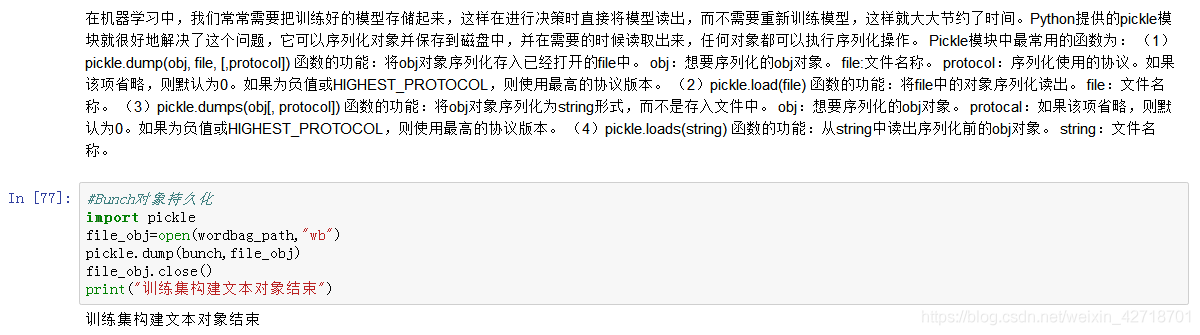 在机器学习中，我们常常需要把训练好的模型存储起来，这样在进行决策时直接将模型读出，而不需要重新训练模型，这样就大大节约了时间。Python提供的pickle模
块就很好地解决了这个问题，它可以序列化对象并保存到磁盘中，并在需要的时候读取出来，任何对象都可以执行序列化操作。 Pickle模块中最常用的函数为：（1）
pickle.dump(obj, file, [,protocol]) 函数的功能：将obj对象序列化存入已经打开的file中。 obj：想要序列化的obj对象。 file:文件名称。 protocol：序列化使用的协议。如果
该项省略，则默认为0。如果为负值或HIGHEST_PROTOCOL，则使用最高的协议版本。（2）pickle.load(file) 函数的功能：将file中的对象序列化读出。 file：文件名
称。（3）pickle.dumps(obj[, protocol]) 函数的功能：将obj对象序列化为string形式，而不是存入文件中。 obj：想要序列化的obj对象。 protocal：如果该项省略，则默
认为0。如果为负值或HIGHEST_PROTOCOL，则使用最高的协议版本。（4）pickle.loads(string) 函数的功能：从string中读出序列化前的obj对象。 string：文件名
称。
In [77]:
#Bunch对象持久化
import pickle
file_obj=open(wordbag_path,"wb")
pickle.dump(bunch,file_obj)
file_obj.close()
print("训练集构建文本对象结束")
训练集构建文本对象结束
https://blog.csdn.net/weixin_42718701